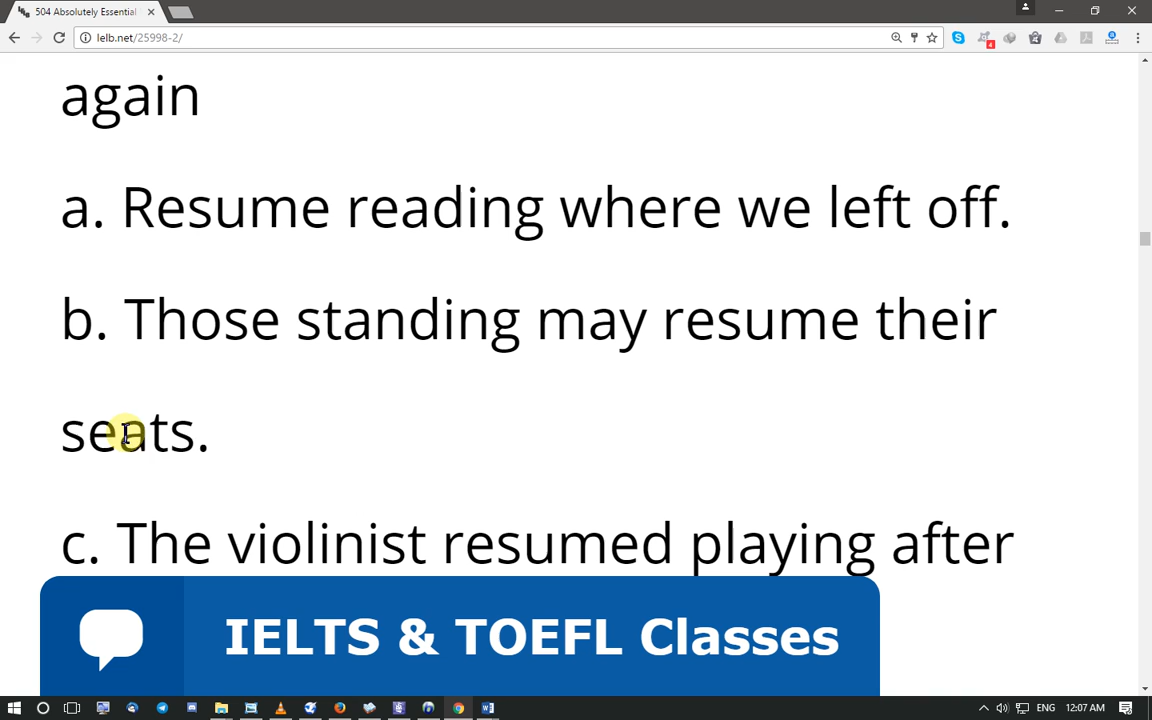 504 Absolutely Essential
lelb.net/25998-2/
4
again
a. Resume reading where we left off.
b. Those standing may resume their
seats.
c. The violinist resumed playing after
IELTS & TOEFL Classes
ENG 12:07 AM